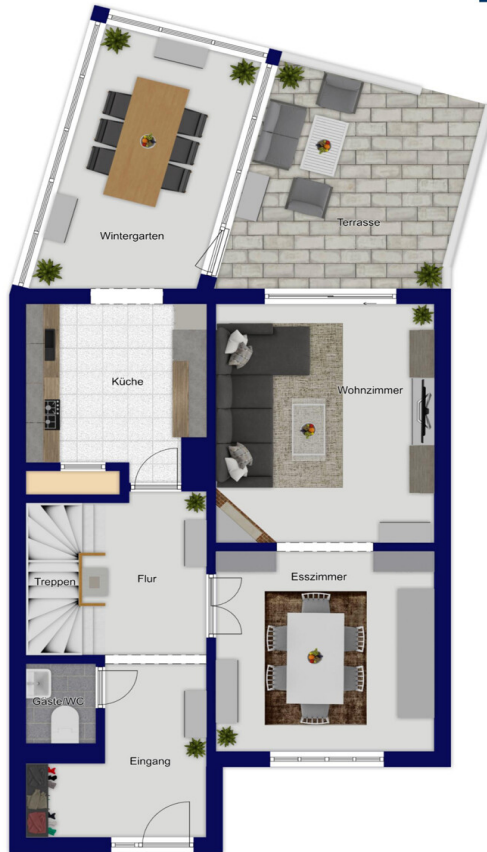 Terrasse
Wintergarten
Küche
Wohnzimmer
Treppen
Flur
Esszimmer
Gäste/WC
Eingang